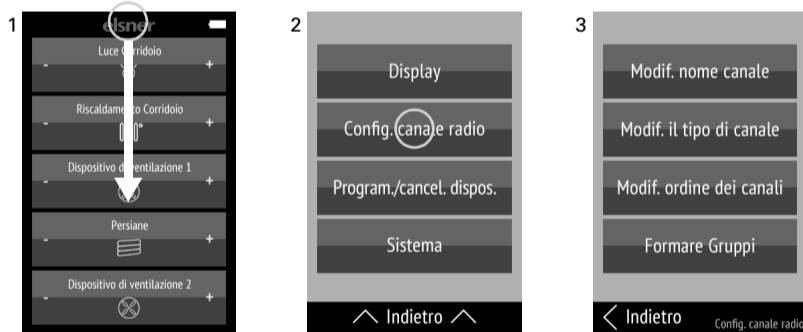 1
elsner
Luce Corridoio
- +
Riscaldamento Corridoio
- +
Dispositivo di ventilazione 1
- +
Persiane
- +
Dispositivo di ventilazione 2
- +
2
Display
Config. canale radio
Program./cancel. dispos.
Sistema
Indietro
3
Modif. nome canale
Modif. il tipo di canale
Modif. ordine dei canali
Formare Gruppi
Indietro
Config. canale radio